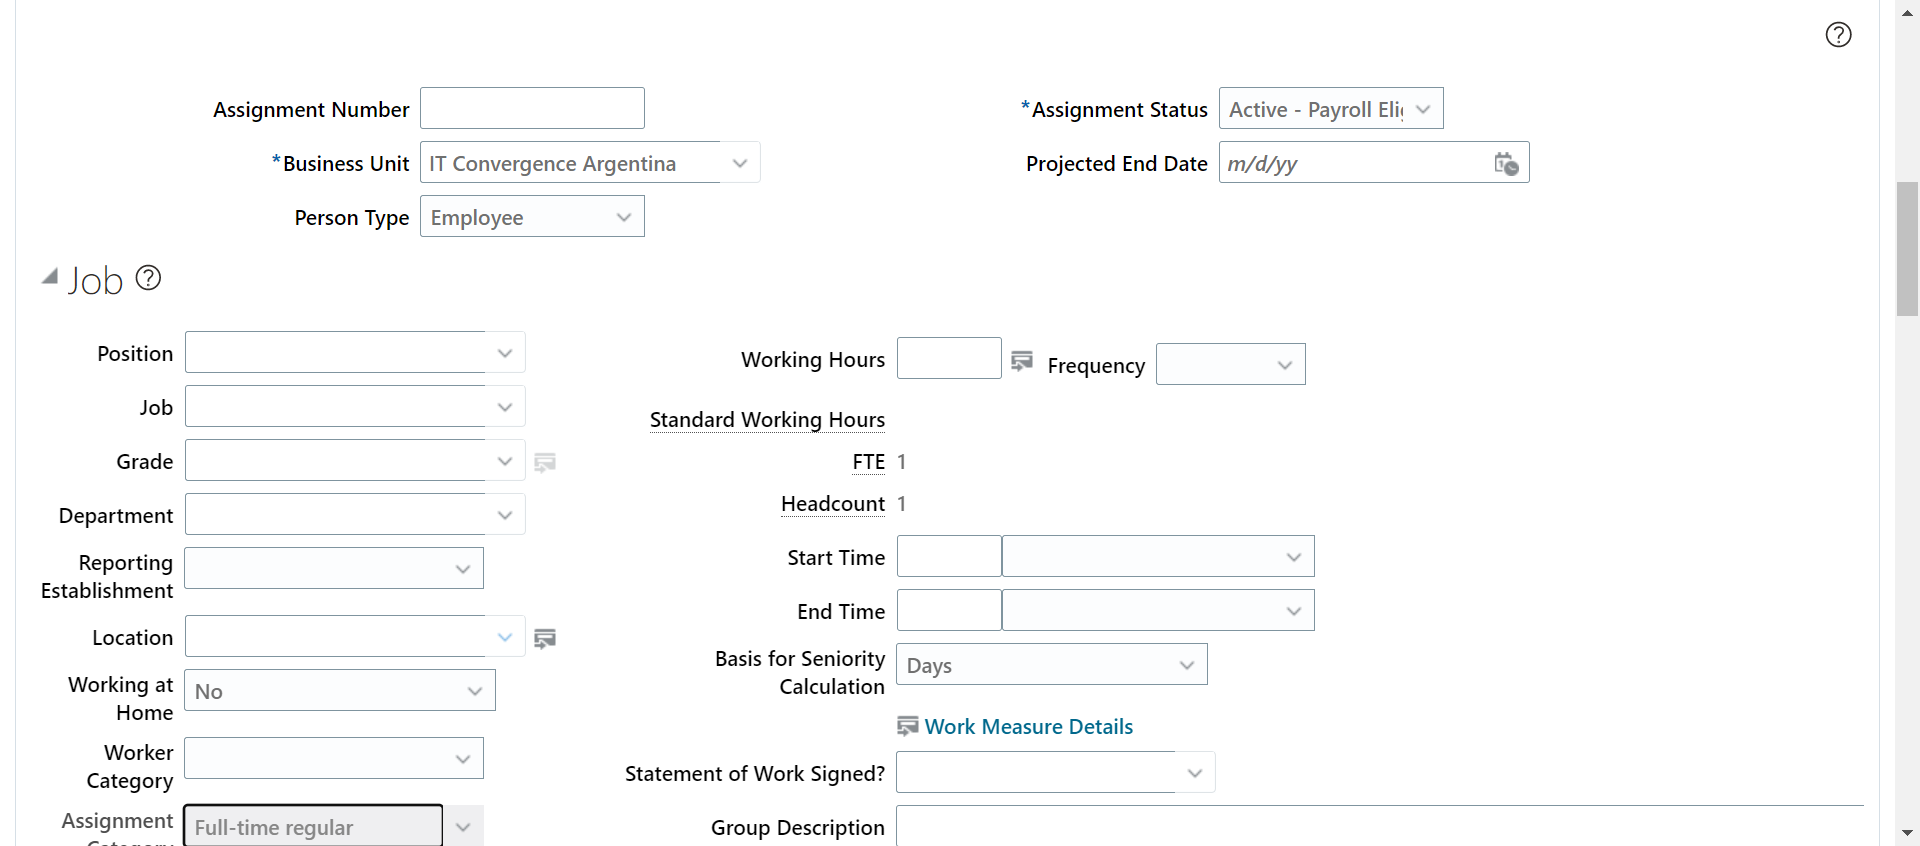 Assignment Number
*Assignment Status Active - Payroll Elig
*Business Unit IT Convergence Argentina
Projected End Date m/d/yy
Person Type Employee
Job
Position
Job
Grade
Department
Reporting
Establishment
Location
Working at
Home
No
Worker
Category
Assignment
Category
Full-time regular
Working Hours
Frequency
Standard Working Hours
FTE 1
Headcount 1
Start Time
End Time
Basis for Seniority
Calculation
Days
Work Measure Details
Statement of Work Signed?
Group Description